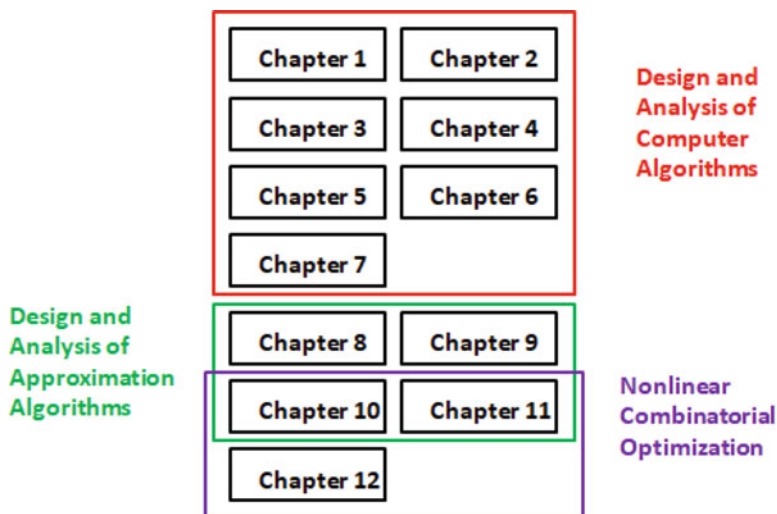 Chapter 1
Chapter 2
Chapter 3
Chapter 4
Chapter 5
Chapter 6
Chapter 7
Design and
Analysis of
Computer
Algorithms
Chapter 8
Chapter 9
Chapter 10
Chapter 11
Chapter 12
Design and
Analysis of
Approximation
Algorithms
Nonlinear
Combinatorial
Optimization